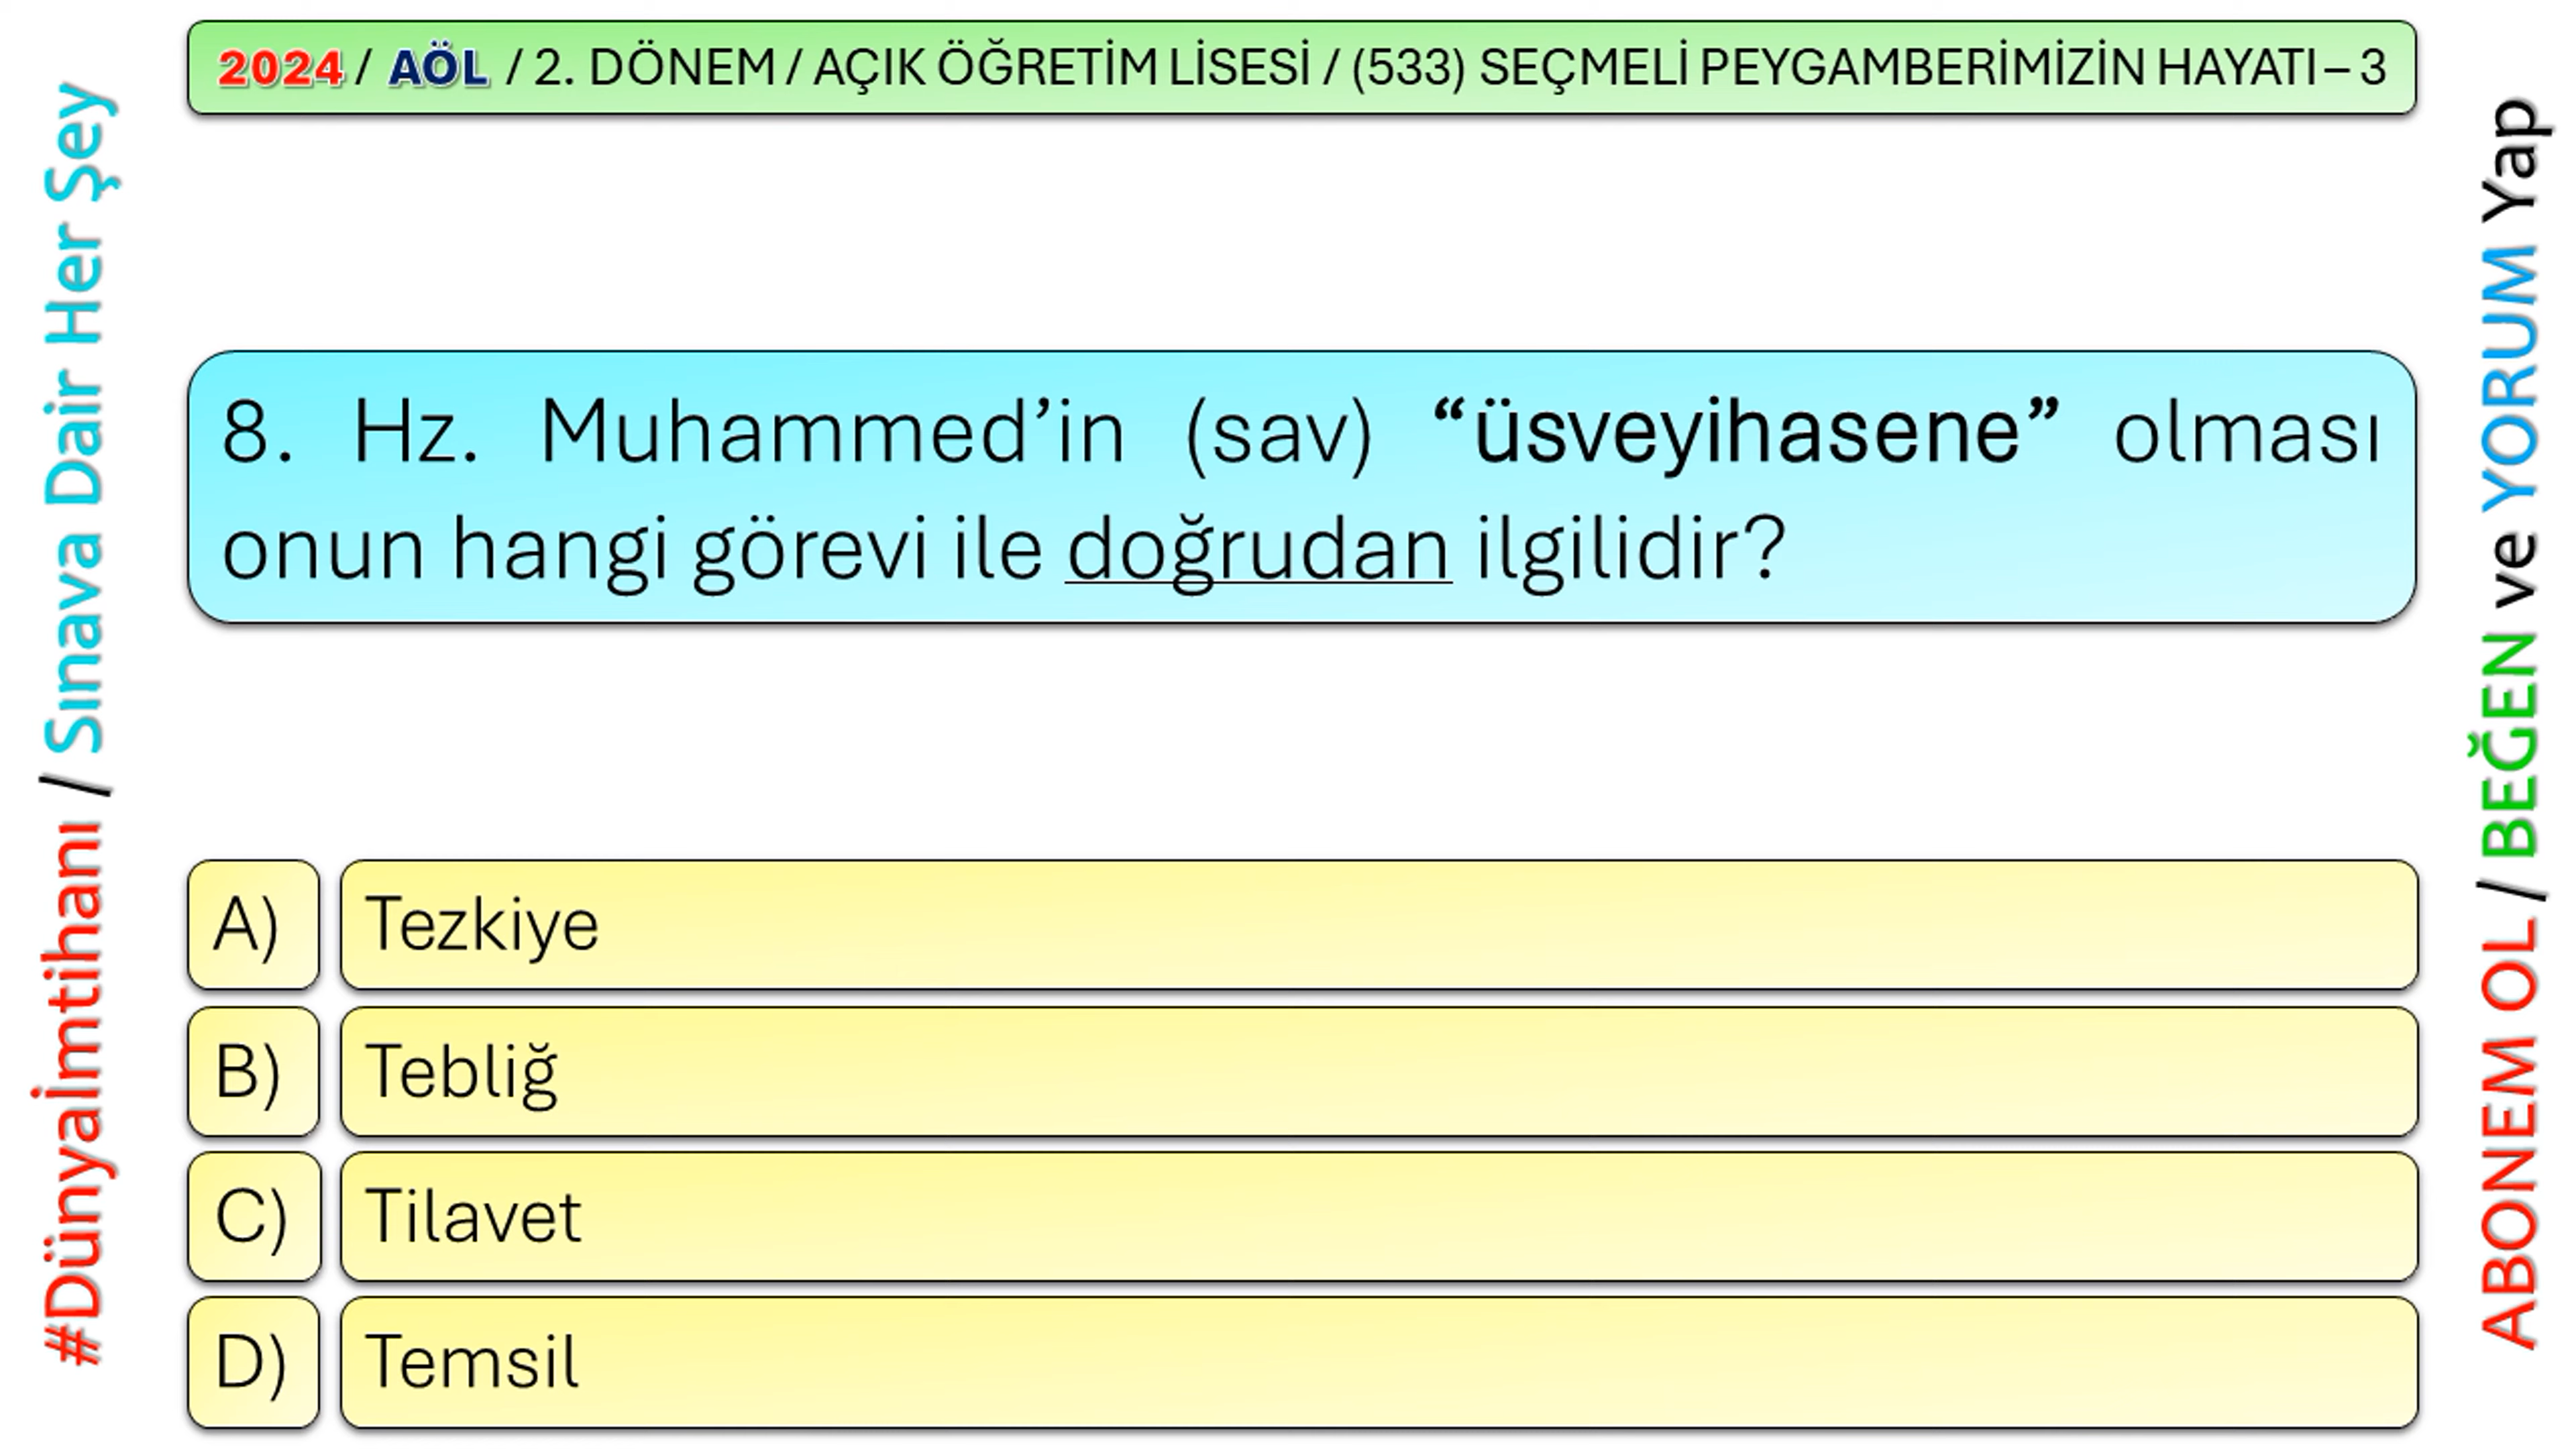 2024 / AÖL / 2. DÖNEM / AÇIK ÖĞRETİM LİSESİ / (533) SEÇMELİ PEYGAMBERİMİZİN HAYATI – 3
#Dünyaİmtihanı / Sınava Dair Her Şey
8. Hz. Muhammed’in (sav) “üsveyihasene” olması
onun hangi görevi ile doğrudan ilgilidir?
A) Tezkiye
B) Tebliğ
C) Tilavet
D) Temsil
ABONEM OL / BEĞEN ve YORUM Yap